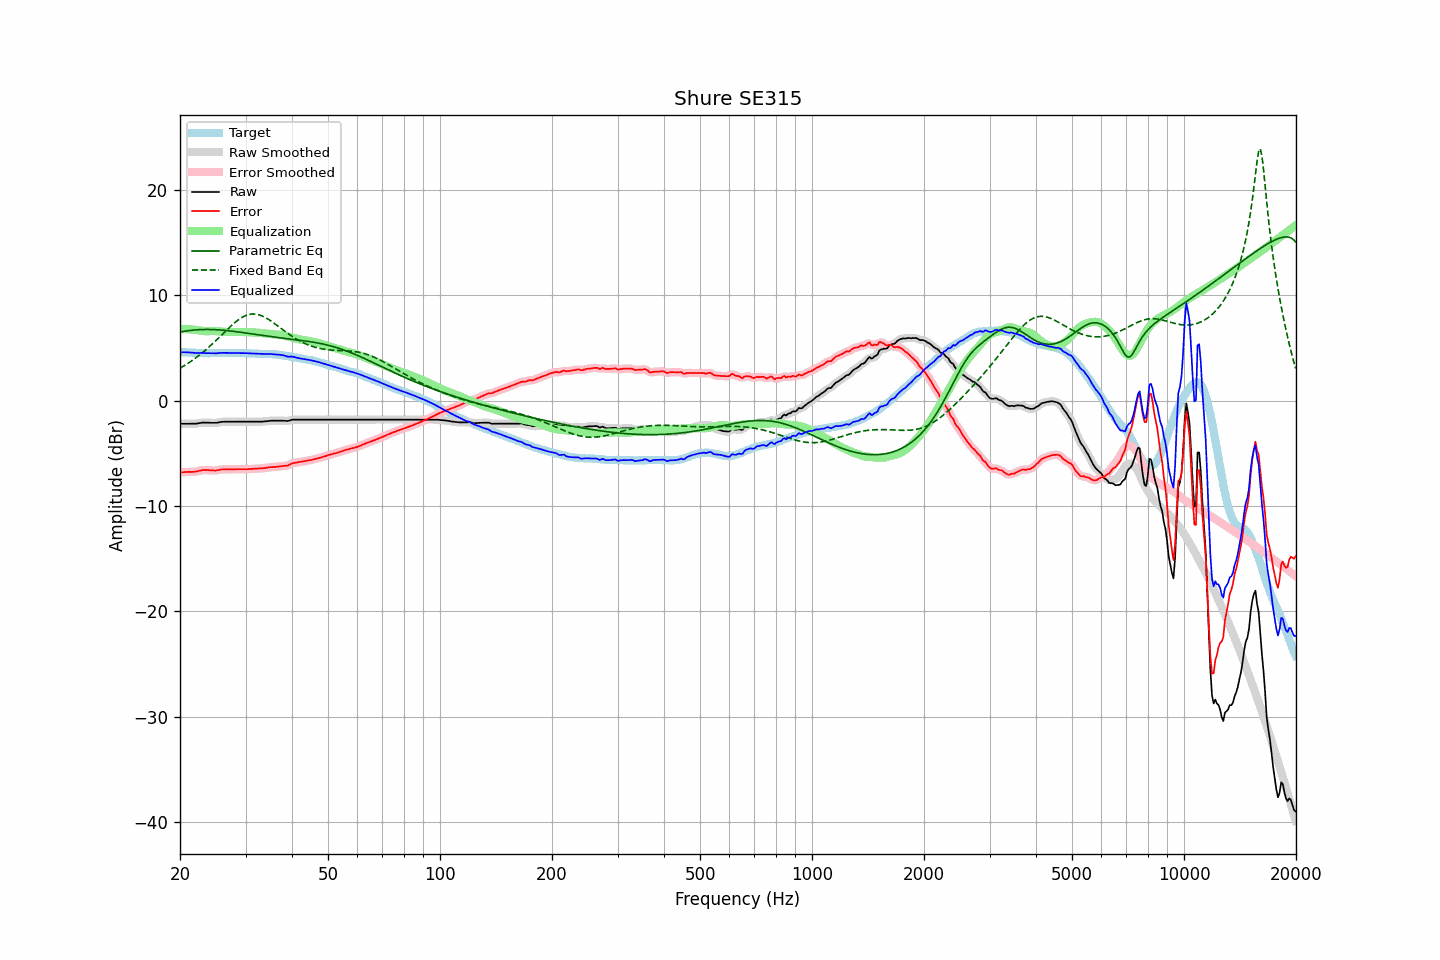 Shure SE315
Target
Raw Smoothed
Error Smoothed
Raw
Error
Equalization
Parametric Eq
Fixed Band Eq
Equalized
Amplitude (dBr)
20
10
0
−10
−20
−30
−40
20
50
100
200
500
1000
2000
5000
10000
20000
Frequency (Hz)